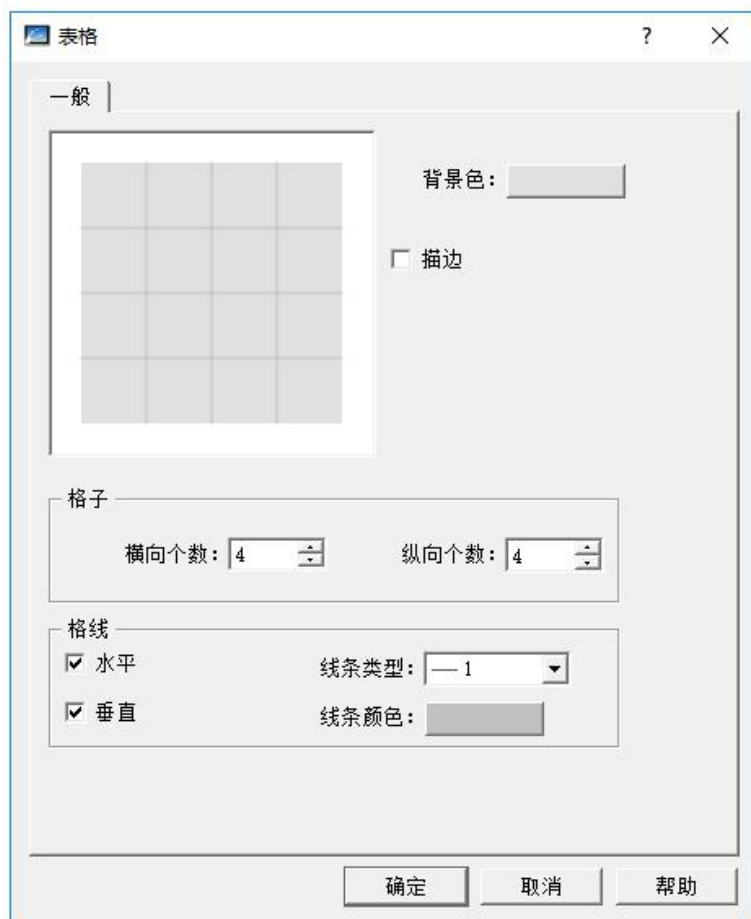 表格 ?
一般
背景色:
描边
格子
横向个数: 4 纵向个数: 4
格线
水平 线条类型: — 1
垂直 线条颜色:
确定 取消 帮助